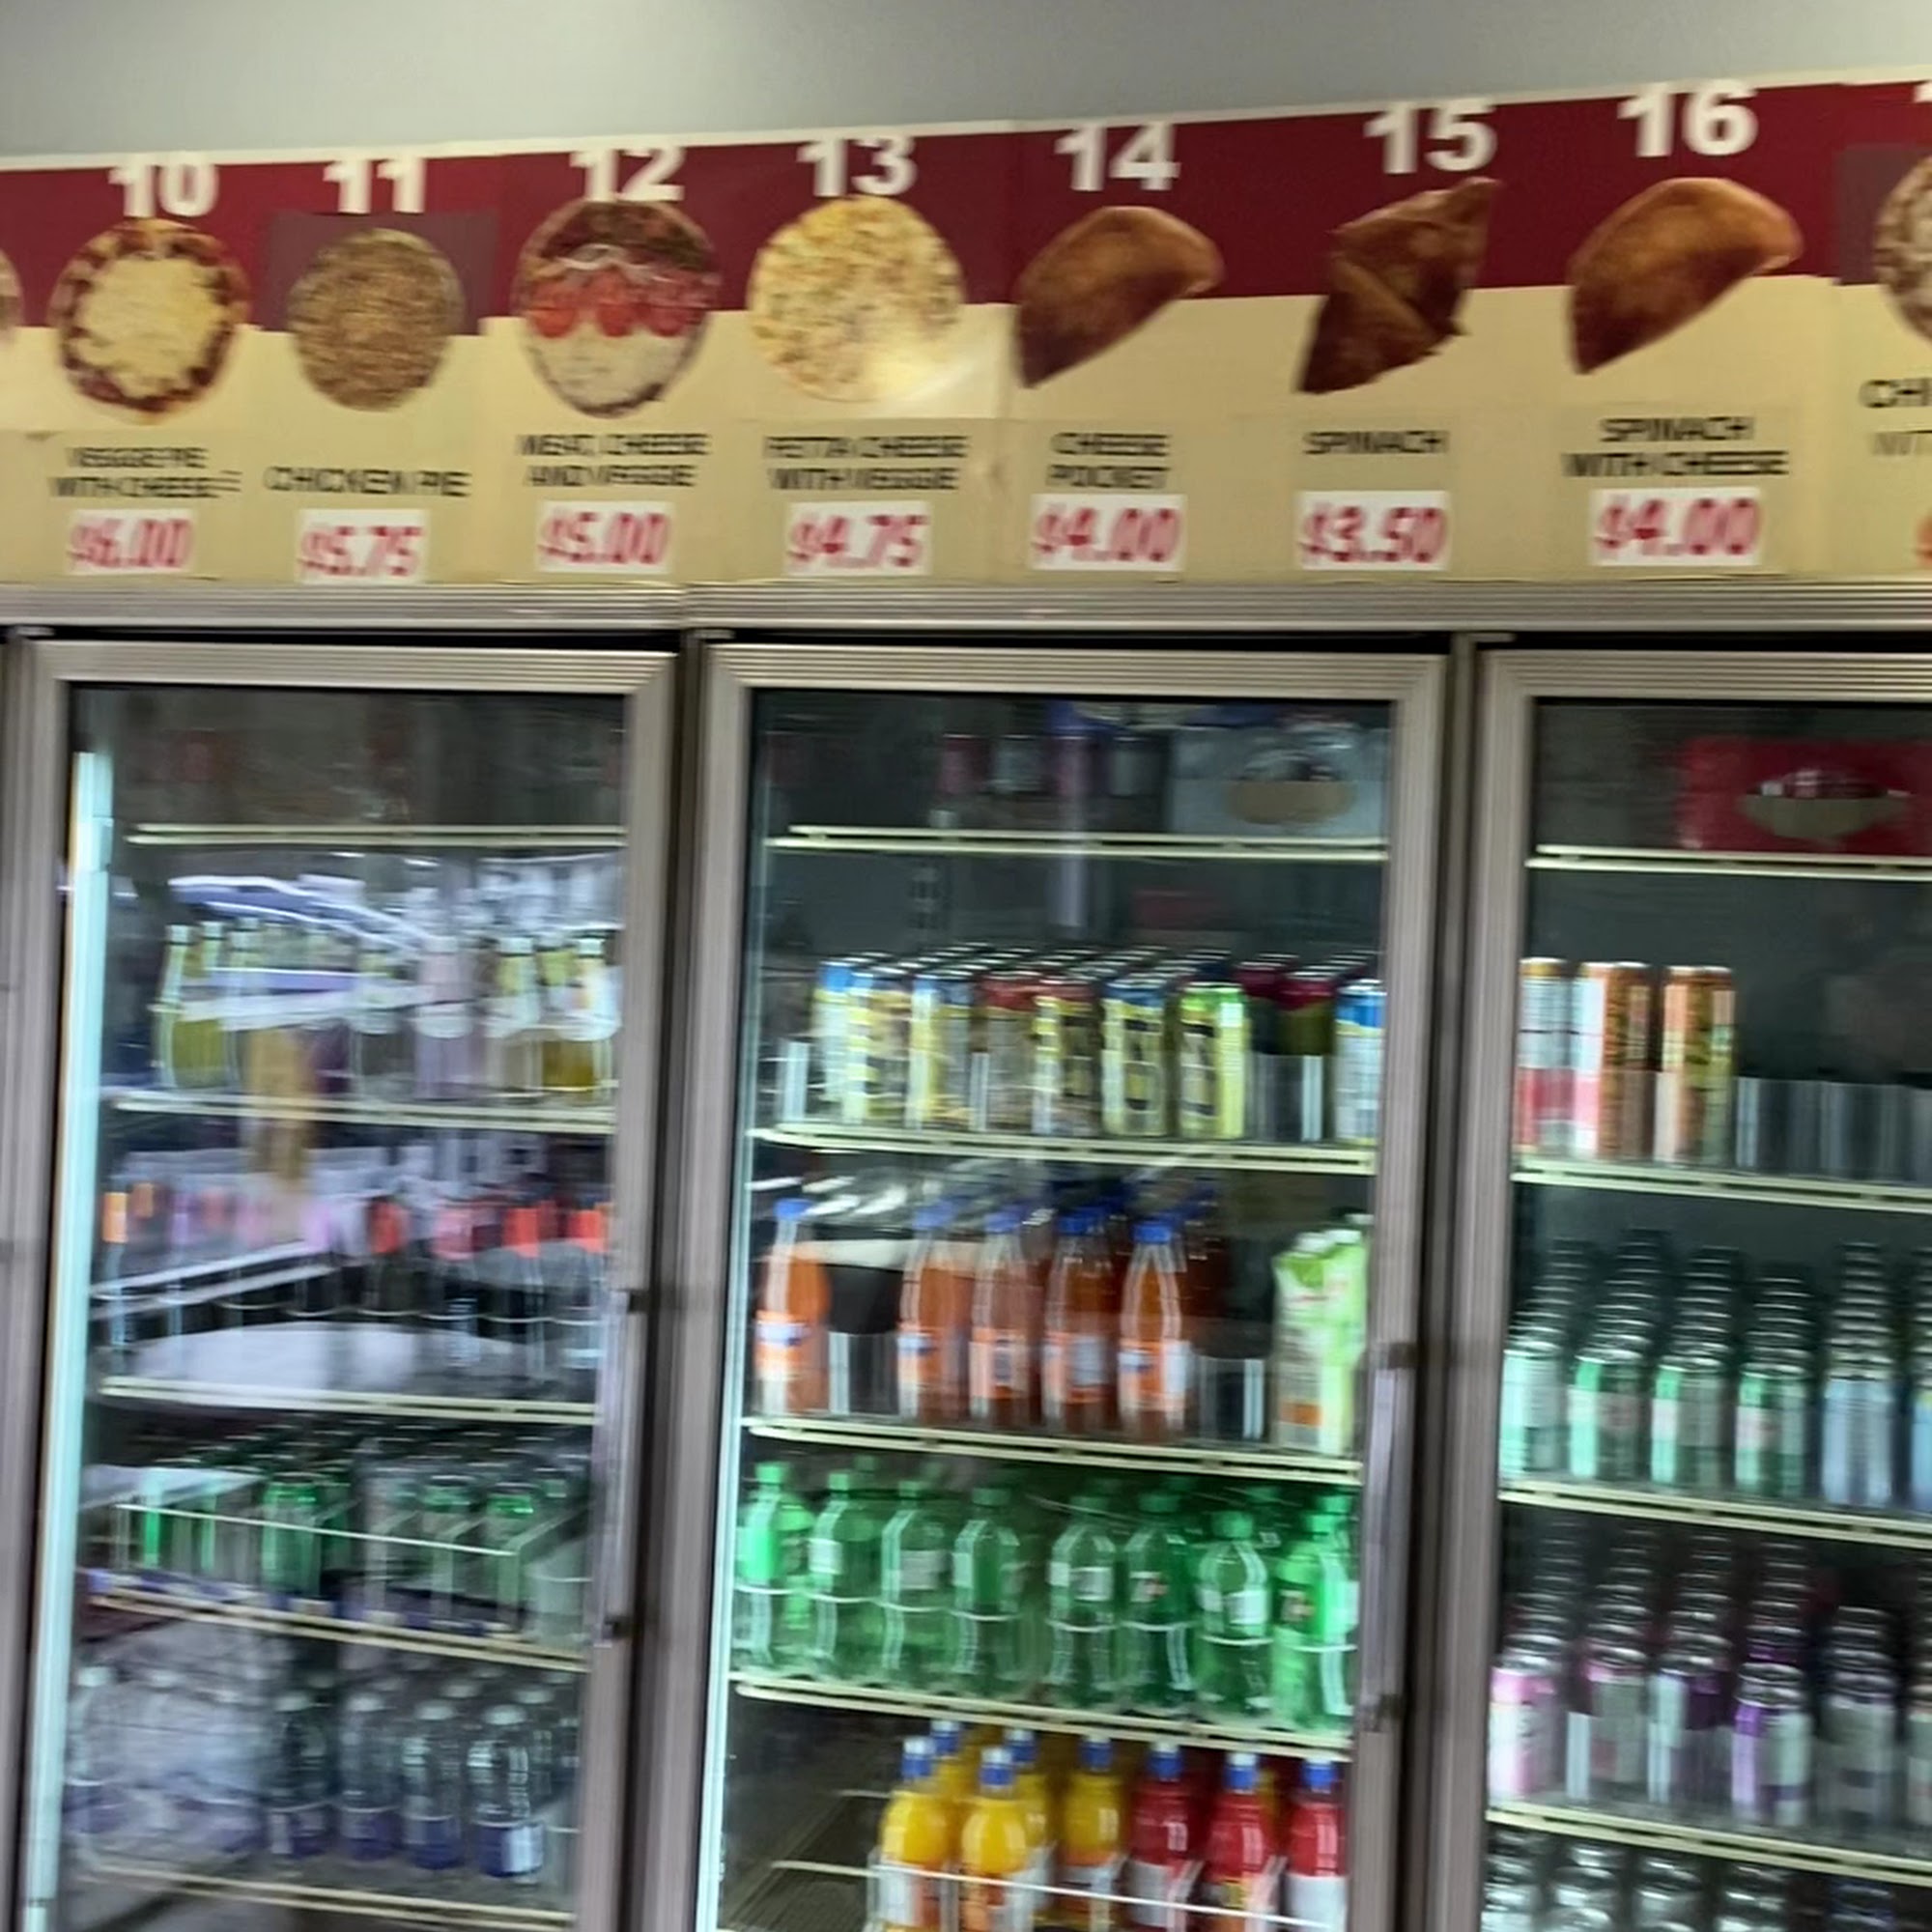 10
11
12
13
14
15
16
VEGGIE PIE
WITH CHEESE
$6.00
CHICKEN PIE
$5.75
MEAT, CHEESE
AND VEGGIE
$5.00
FETTA CHEESE
WITH VEGGIE
$4.75
CHEESE
POCKET
$4.00
SPINACH
$3.50
SPINACH
WITH CHEESE
$4.00